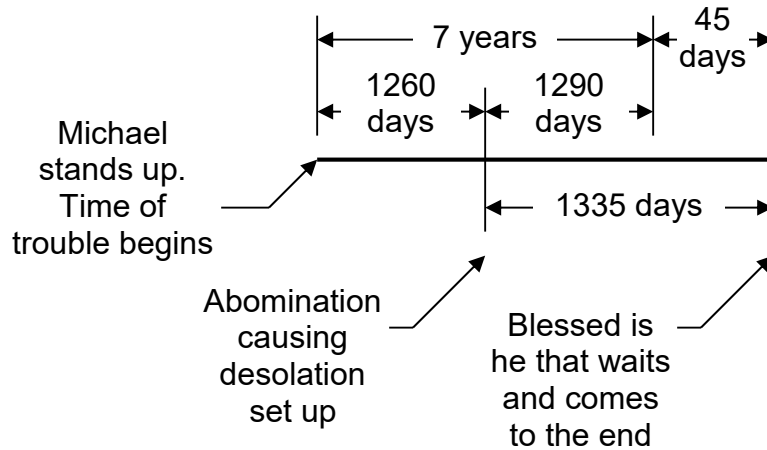 7 years
45
days
1260
days
1290
days
Michael
stands up.
Time of
trouble begins
1335 days
Abomination
causing
desolation
set up
Blessed is
he that waits
and comes
to the end